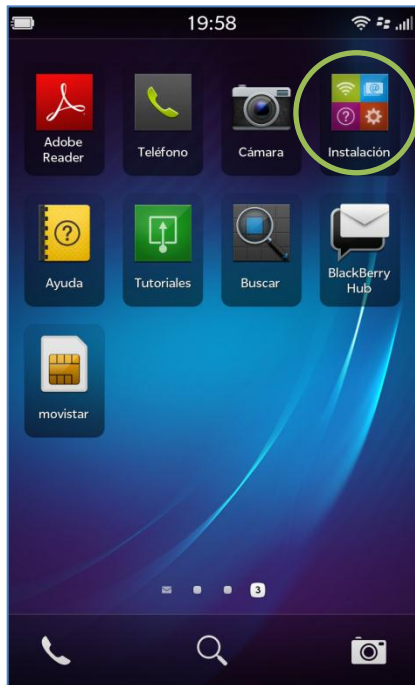 19:58
Adobe
Reader
Teléfono
Cámara
Instalación
Ayuda
Tutoriales
Buscar
BlackBerry
Hub
movistar
3